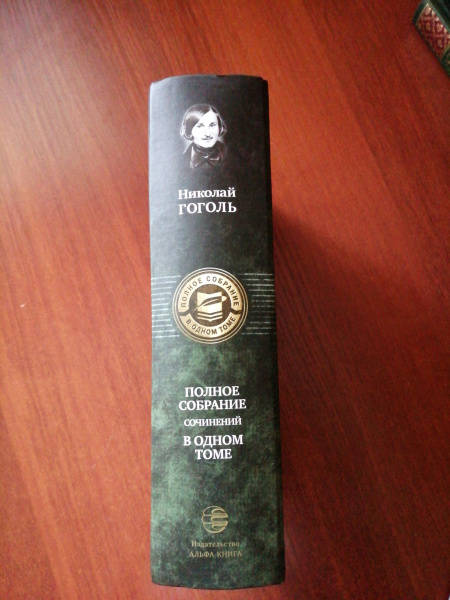 Николай
ГОГОЛЬ
ПОЛНОЕ СОБРАНИЕ
В ОДНОМ ТОМЕ
ПОЛНОЕ
СОБРАНИЕ
СОЧИНЕНИЙ
В ОДНОМ
ТОМЕ
Издательство
АЛЬФА-КНИГА